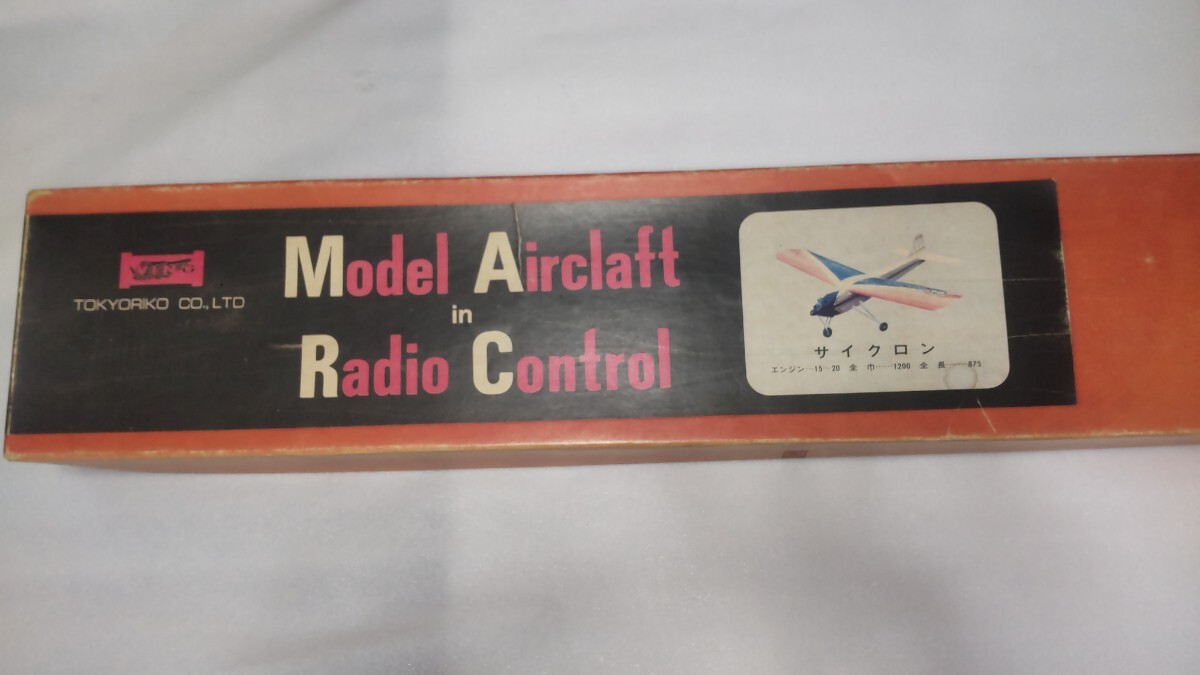 TOKYORIKO CO., LTD
Model Airclaft
in
Radio Control
サイクロン
エンジン…15…20 全巾……1200 全長……875